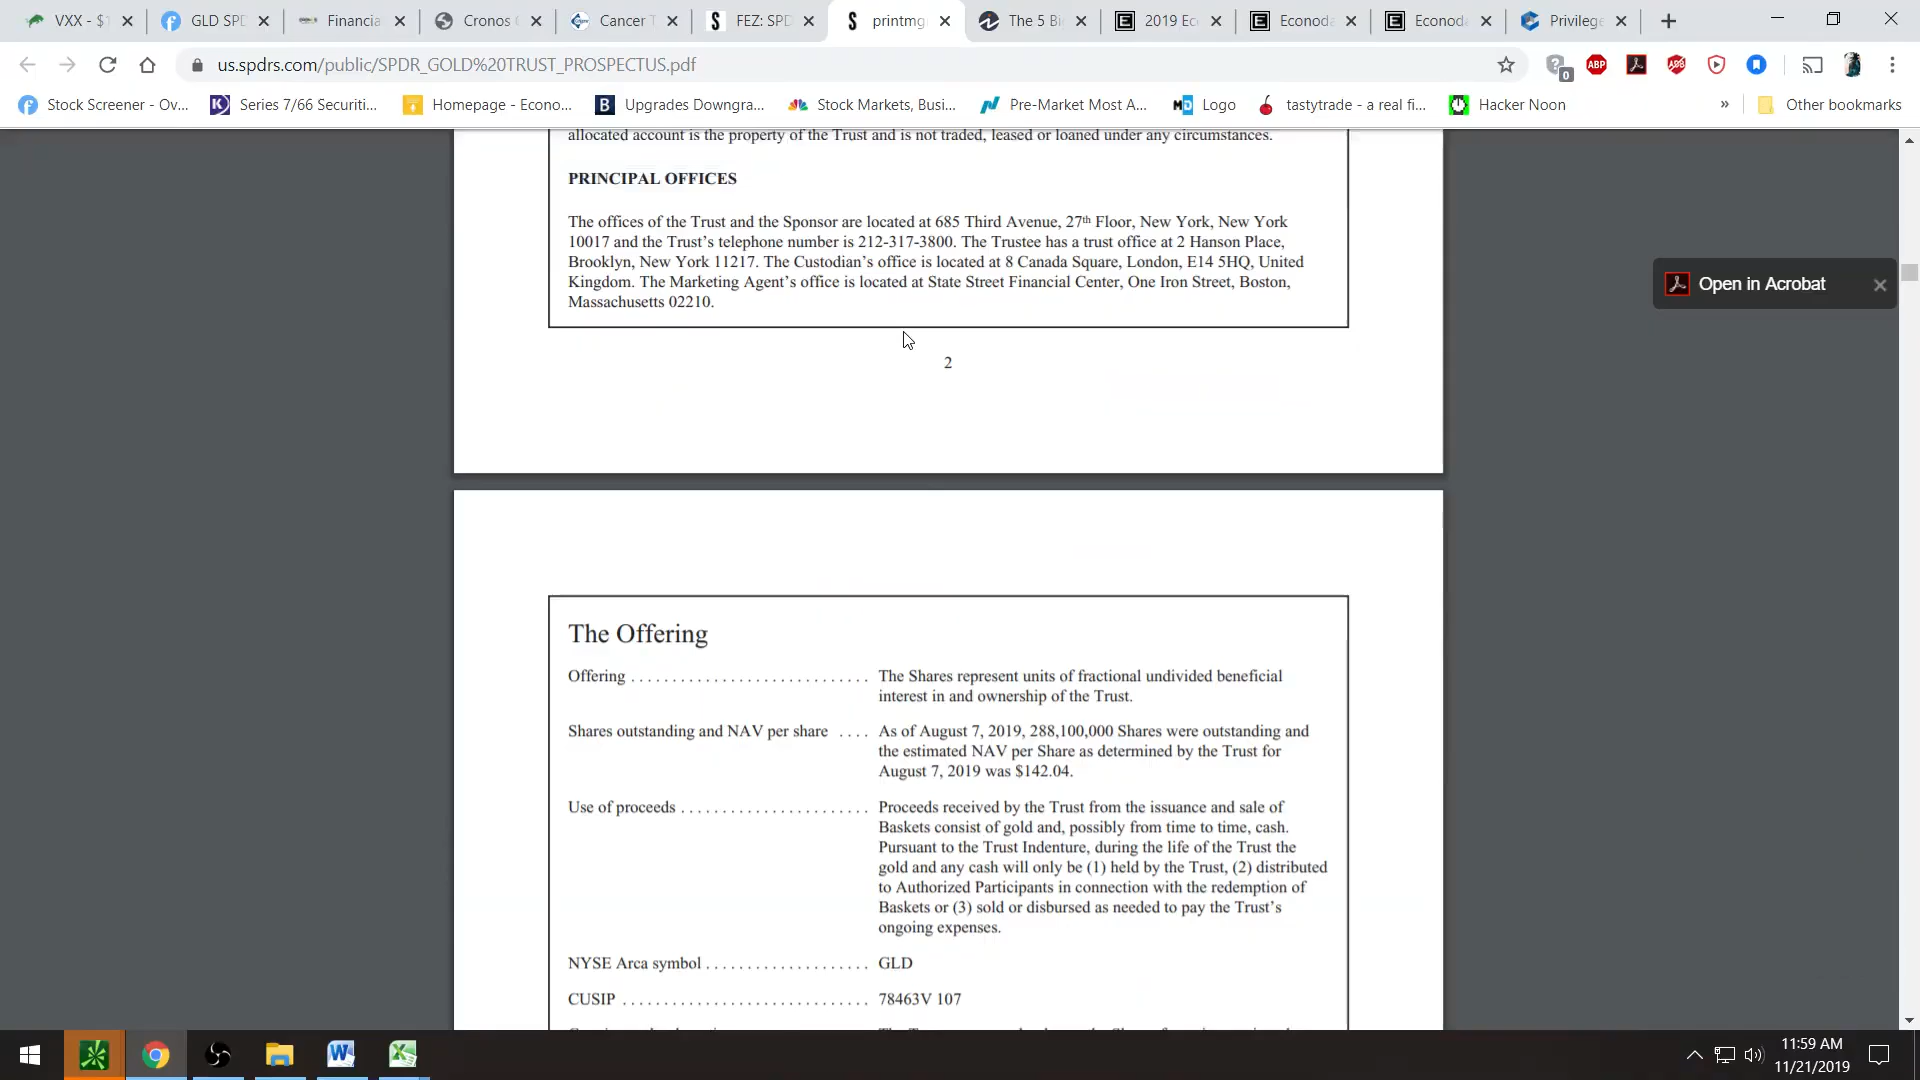 VXX - $1
GLD SPD
Financia
Cronos
Cancer T
FEZ: SPD
printmg
The 5 Bi
2019 Ec
Econoda
Econoda
Privileg
us.spdrs.com/public/SPDR_GOLD%20TRUST_PROSPECTUS.pdf
0
ABP
Stock Screener - Ov...
Series 7/66 Securiti...
Homepage - Econo...
Upgrades Downgra...
Stock Markets, Busi...
Pre-Market Most A...
Logo
tastytrade - a real fi...
Hacker Noon
»
Other bookmarks
allocated account is the property of the Trust and is not traded, leased or loaned under any circumstances.
PRINCIPAL OFFICES
The offices of the Trust and the Sponsor are located at 685 Third Avenue, 27th Floor, New York, New York
10017 and the Trust's telephone number is 212-317-3800. The Trustee has a trust office at 2 Hanson Place,
Brooklyn, New York 11217. The Custodian's office is located at 8 Canada Square, London, E14 5HQ, United
Kingdom. The Marketing Agent's office is located at State Street Financial Center, One Iron Street, Boston,
Massachusetts 02210.
Open in Acrobat
2
The Offering
Offering ............................. The Shares represent units of fractional undivided beneficial
interest in and ownership of the Trust.
Shares outstanding and NAV per share .... As of August 7, 2019, 288,100,000 Shares were outstanding and
the estimated NAV per Share as determined by the Trust for
August 7, 2019 was $142.04.
Use of proceeds ....................... Proceeds received by the Trust from the issuance and sale of
Baskets consist of gold and, possibly from time to time, cash.
Pursuant to the Trust Indenture, during the life of the Trust the
gold and any cash will only be (1) held by the Trust, (2) distributed
to Authorized Participants in connection with the redemption of
Baskets or (3) sold or disbursed as needed to pay the Trust's
ongoing expenses.
NYSE Arca symbol .................... GLD
CUSIP .............................. 78463V 107
11:59 AM
11/21/2019